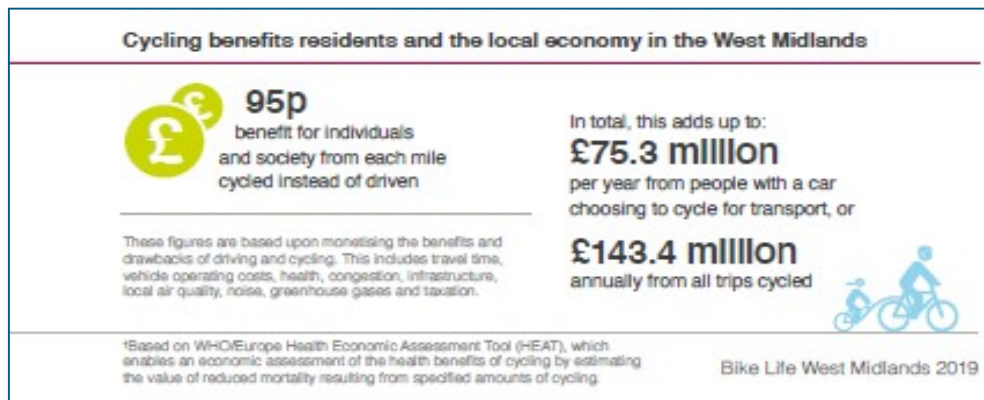 Cycling benefits residents and the local economy in the West Midlands
£
£
95p
benefit for individuals
and society from each mile
cycled instead of driven
These figures are based upon monetising the benefits and
drawbacks of driving and cycling. This includes travel time,
vehicle operating costs, health, congestion, infrastructure,
local air quality, noise, greenhouse gases and taxation.
In total, this adds up to:
£75.3 million
per year from people with a car
choosing to cycle for transport, or
£143.4 million
annually from all trips cycled
†Based on WHO/Europe Health Economic Assessment Tool (HEAT), which
enables an economic assessment of the health benefits of cycling by estimating
the value of reduced mortality resulting from specified amounts of cycling.
Bike Life West Midlands 2019